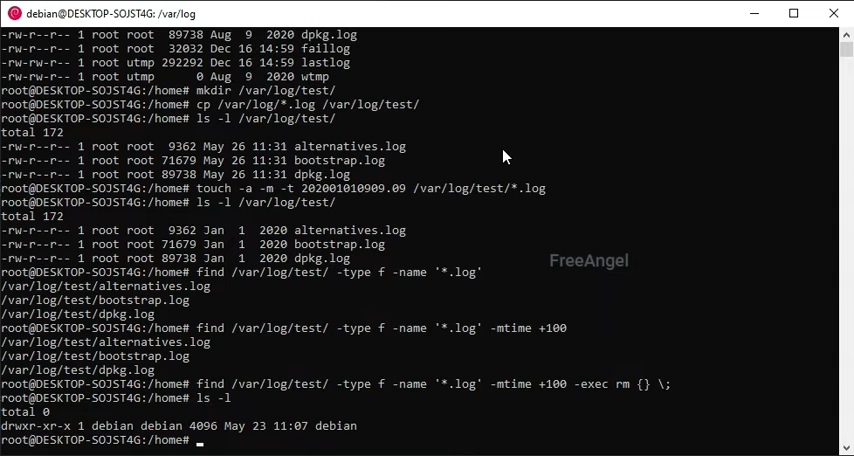 debian@DESKTOP-SOJST4G: /var/log
-rw-r--r-- 1 root root  89738 Aug  9  2020 dpkg.log
-rw-r--r-- 1 root root  32032 Dec 16 14:59 faillog
-rw-rw-r-- 1 root utmp 292292 Dec 16 14:59 lastlog
-rw-rw-r-- 1 root utmp      0 Aug  9  2020 wtmp
root@DESKTOP-SOJST4G:/home# mkdir /var/log/test/
root@DESKTOP-SOJST4G:/home# cp /var/log/*.log /var/log/test/
root@DESKTOP-SOJST4G:/home# ls -l /var/log/test/
total 172
-rw-r--r-- 1 root root  9362 May 26 11:31 alternatives.log
-rw-r--r-- 1 root root 71679 May 26 11:31 bootstrap.log
-rw-r--r-- 1 root root 89738 May 26 11:31 dpkg.log
root@DESKTOP-SOJST4G:/home# touch -a -m -t 202001010909.09 /var/log/test/*.log
root@DESKTOP-SOJST4G:/home# ls -l /var/log/test/
total 172
-rw-r--r-- 1 root root  9362 Jan  1  2020 alternatives.log
-rw-r--r-- 1 root root 71679 Jan  1  2020 bootstrap.log
-rw-r--r-- 1 root root 89738 Jan  1  2020 dpkg.log
FreeAngel
root@DESKTOP-SOJST4G:/home# find /var/log/test/ -type f -name '*.log'
/var/log/test/alternatives.log
/var/log/test/bootstrap.log
/var/log/test/dpkg.log
root@DESKTOP-SOJST4G:/home# find /var/log/test/ -type f -name '*.log' -mtime +100
/var/log/test/alternatives.log
/var/log/test/bootstrap.log
/var/log/test/dpkg.log
root@DESKTOP-SOJST4G:/home# find /var/log/test/ -type f -name '*.log' -mtime +100 -exec rm {} \;
root@DESKTOP-SOJST4G:/home# ls -l
total 0
drwxr-xr-x 1 debian debian 4096 May 23 11:07 debian
root@DESKTOP-SOJST4G:/home#